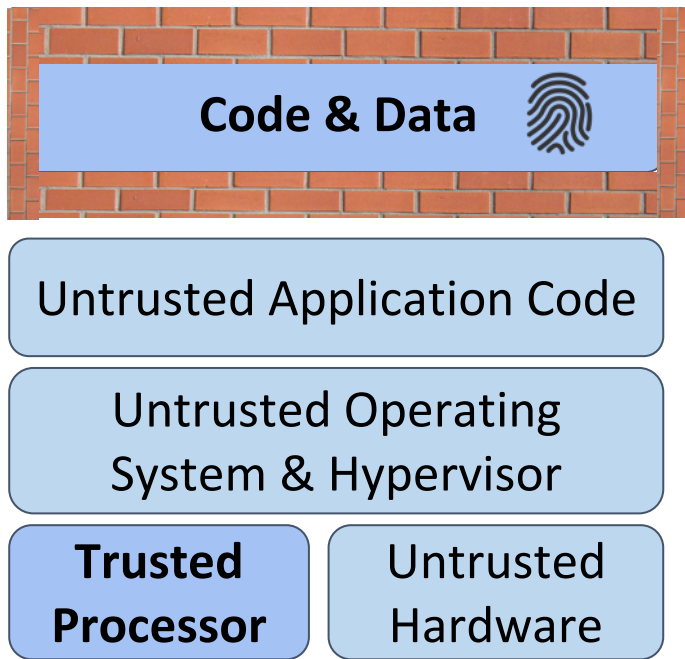 Code & Data
Untrusted Application Code
Untrusted Operating
System & Hypervisor
Trusted
Processor
Untrusted
Hardware